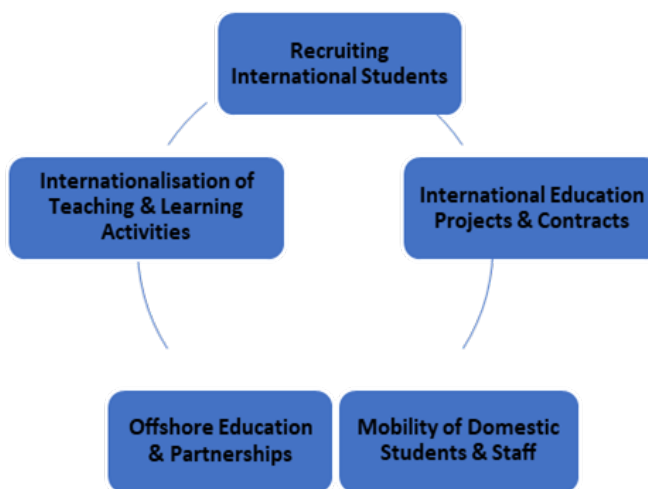 Recruiting
International Students
Internationalisation of
Teaching & Learning
Activities
International Education
Projects & Contracts
Offshore Education
& Partnerships
Mobility of Domestic
Students & Staff